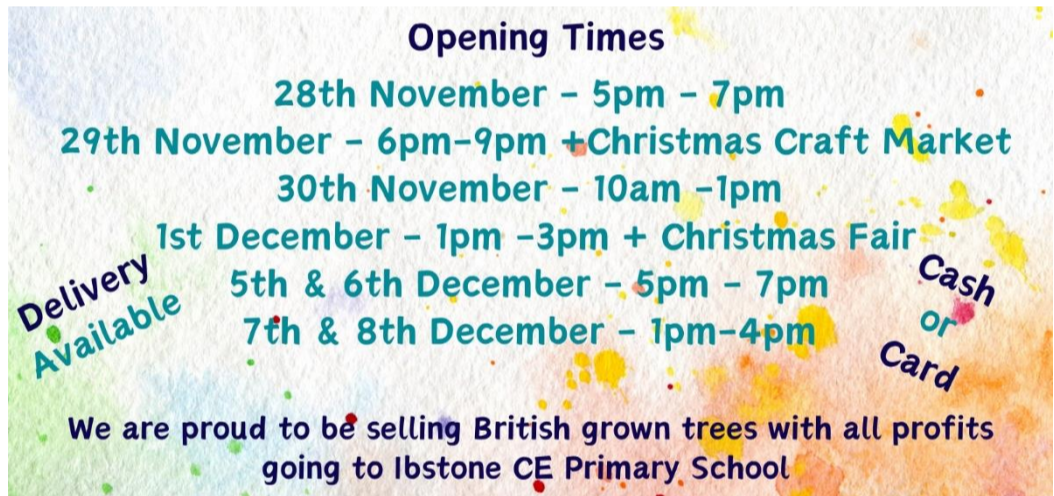 Opening Times
28th November - 5pm - 7pm
29th November - 6pm-9pm +Christmas Craft Market
30th November - 10am -1pm
1st December - 1pm -3pm + Christmas Fair
5th & 6th December - 5pm - 7pm
7th & 8th December - 1pm-4pm
Delivery
Available
Cash
or
Card
We are proud to be selling British grown trees with all profits
going to Ibstone CE Primary School